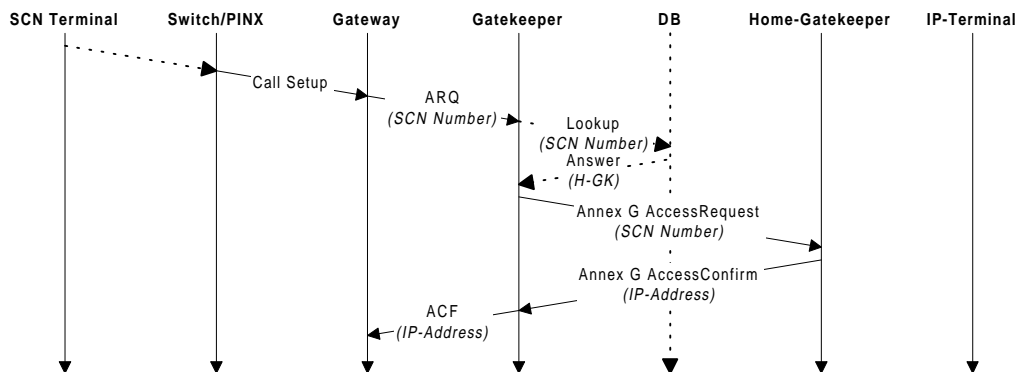 SCN Terminal Switch/PINX Gateway Gatekeeper DB Home-Gatekeeper IP-Terminal
Call Setup
ARQ
(SCN Number)
Lookup
(SCN Number)
Answer
(H-GK)
Annex G AccessRequest
(SCN Number)
Annex G AccessConfirm
(IP-Address)
ACF
(IP-Address)